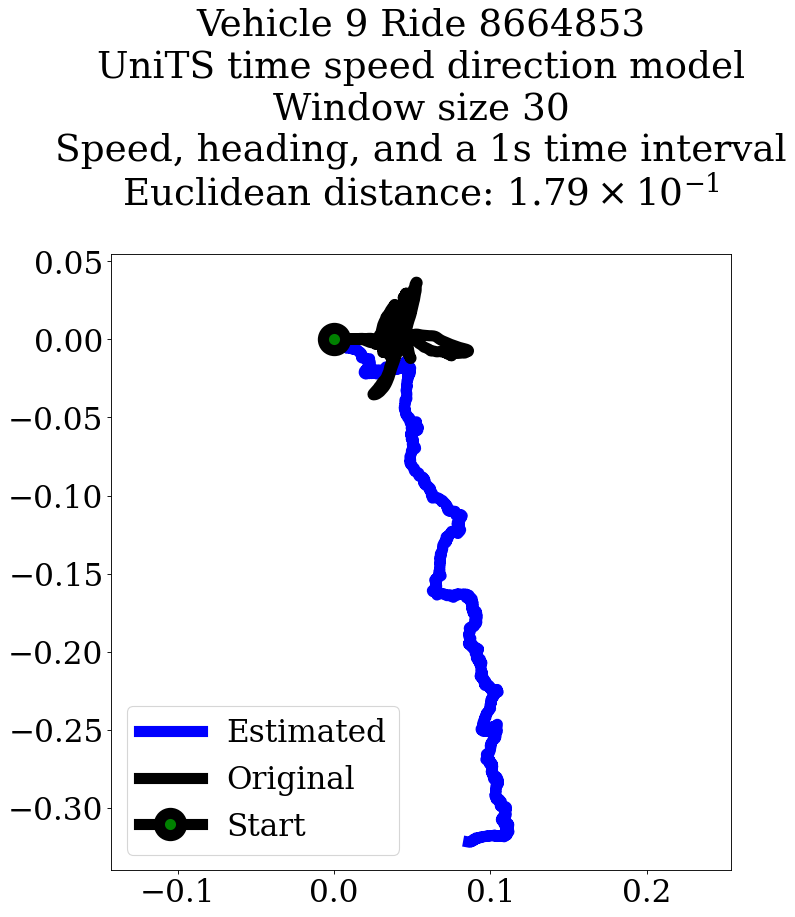 Vehicle 9 Ride 8664853
UniTS time speed direction model
Window size 30
Speed, heading, and a 1s time interval
Euclidean distance: 1.79 × 10⁻¹
0.05
0.00
−0.05
−0.10
−0.15
−0.20
−0.25
−0.30
Estimated
Original
Start
−0.1
0.0
0.1
0.2